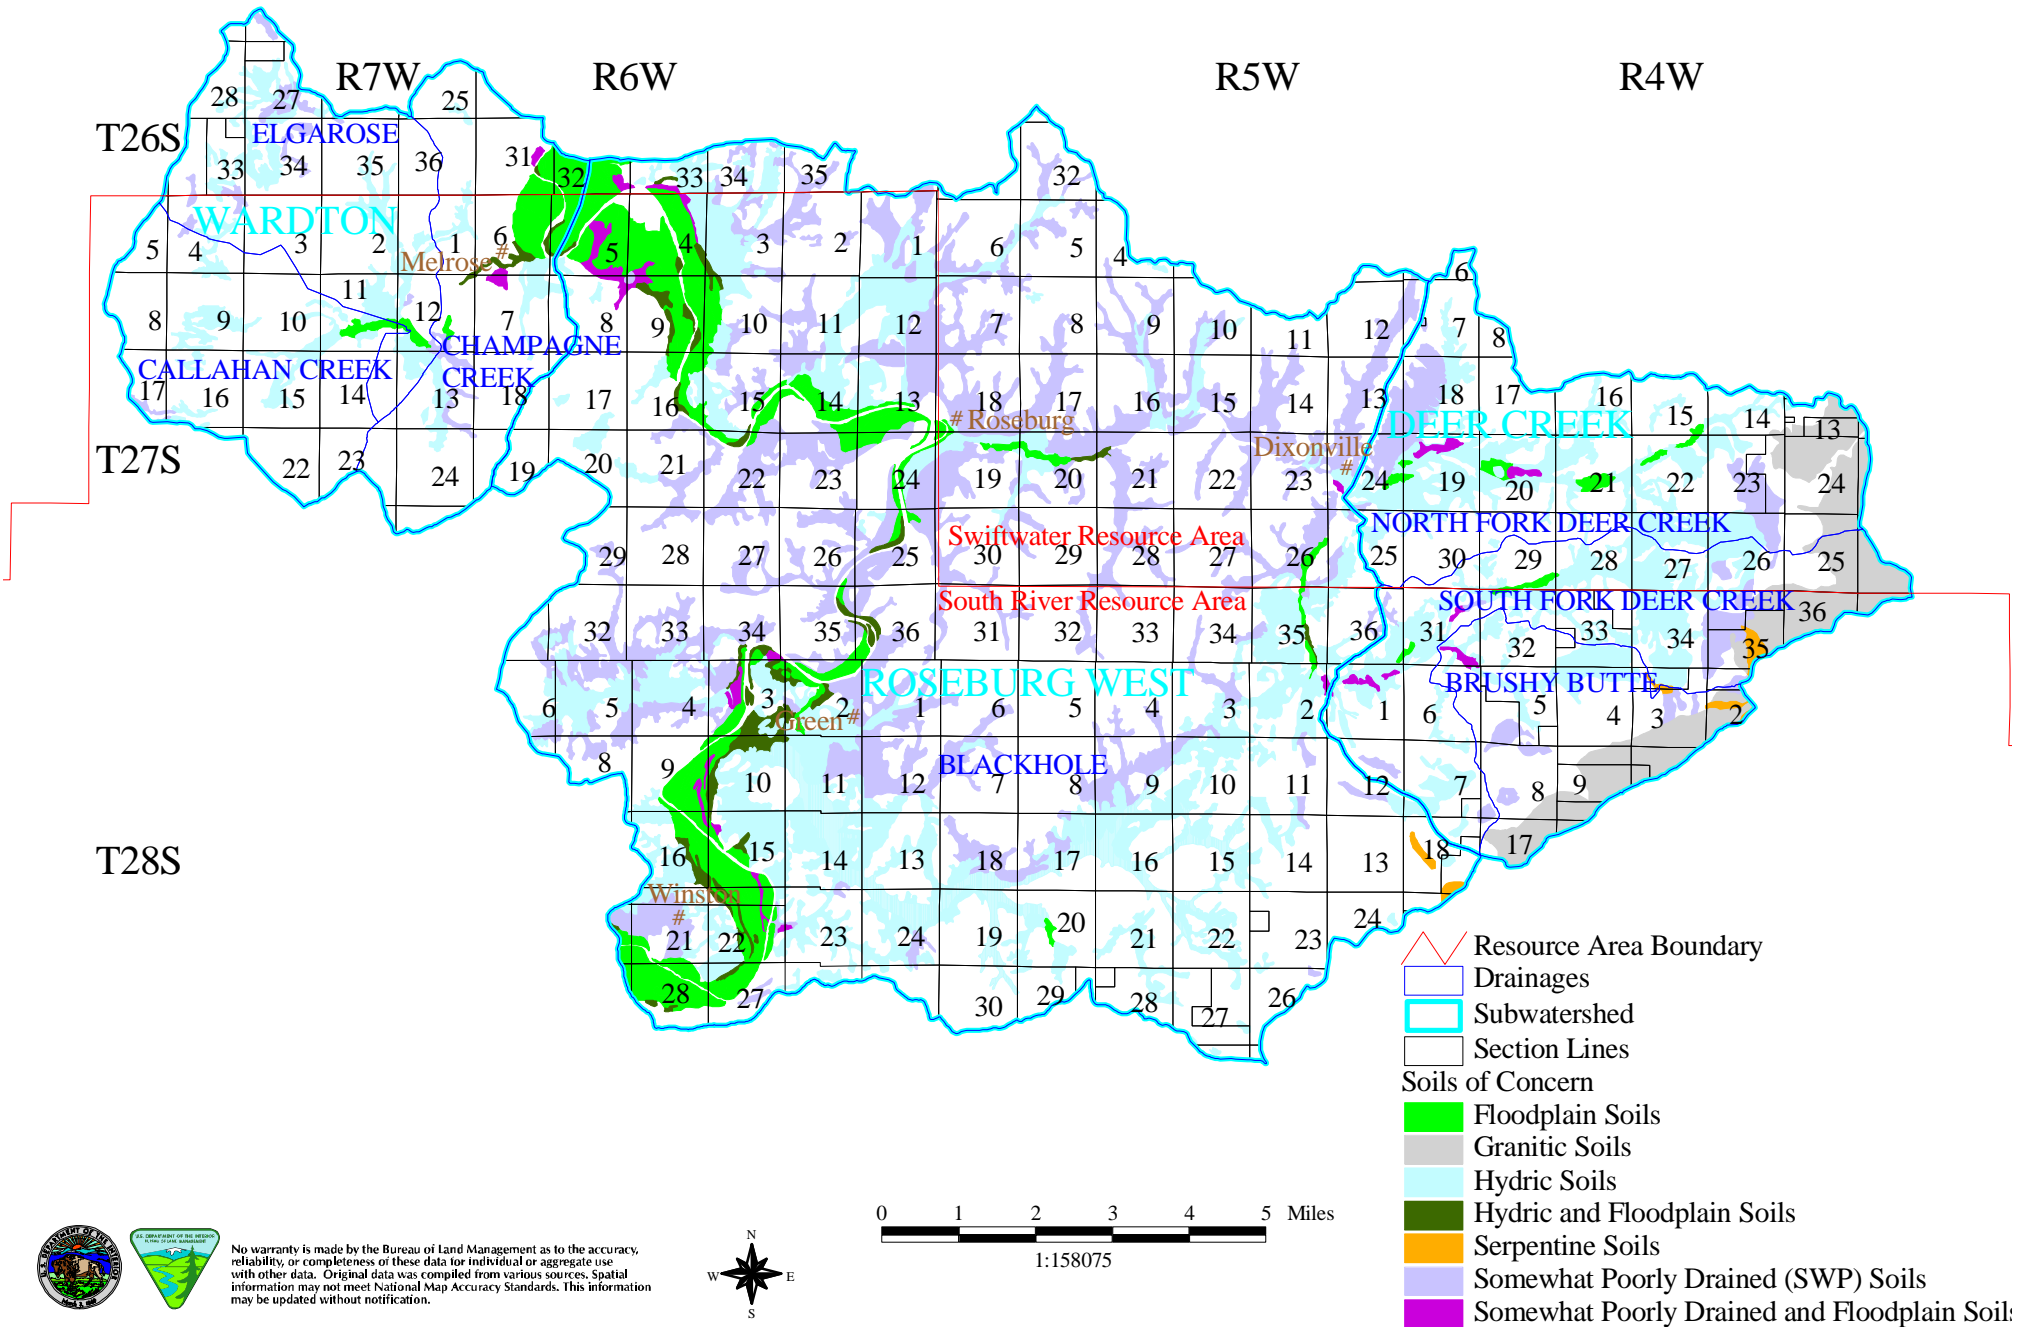 R7W R6W R5W R4W
28 27 25
T26S ELGAROSE
33 34 35 36 31 32 33 34 35 32
WARDTON
5 4 3 2 1 6 5 4 3 2 1 6 5 4 6
Melrose #
8 9 10 11 12 7 8 9 10 11 12 7 8 9 10 11 12 7 8
CHAMPAGNE
CREEK
CALLAHAN CREEK
17 16 15 14 13 18 17 16 15 14 13 18 17 16 15 14 13 18 17 16 15 14 13
# Roseburg
DEER CREEK
Dixonville
#
T27S
22 23 24 19 20 21 22 23 24 19 20 21 22 23 24 19 20 21 22 23 24
NORTH FORK DEER CREEK
Swiftwater Resource Area
29 28 27 26 25 30 29 28 27 26 25 30 29 28 27 26 25
South River Resource Area
SOUTH FORK DEER CREEK
32 33 34 35 36 31 32 33 34 35 36 31 32 33 34 35 36
ROSEBURG WEST
BRUSHY BUTTE
6 5 4 3 2 1 6 5 4 3 2 1 6 5 4 3 2
Green #
BLACKHOLE
8 9 10 11 12 7 8 9 10 11 12 7 8 9
T28S
16 15 14 13 18 17 16 15 14 13 18 17
Winston
#
21 22 23 24 19 20 21 22 23 24
28 27 30 29 28 27 26
Resource Area Boundary
Drainages
Subwatershed
Section Lines
Soils of Concern
Floodplain Soils
Granitic Soils
Hydric Soils
Hydric and Floodplain Soils
Serpentine Soils
Somewhat Poorly Drained (SWP) Soils
Somewhat Poorly Drained and Floodplain Soils
0 1 2 3 4 5 Miles
1:158075
N
W E
S
U.S. DEPARTMENT OF THE INTERIOR
March 3, 1849
U.S. DEPARTMENT OF THE INTERIOR
BUREAU OF LAND MANAGEMENT
No warranty is made by the Bureau of Land Management as to the accuracy,
reliability, or completeness of these data for individual or aggregate use
with other data. Original data was compiled from various sources. Spatial
information may not meet National Map Accuracy Standards. This information
may be updated without notification.